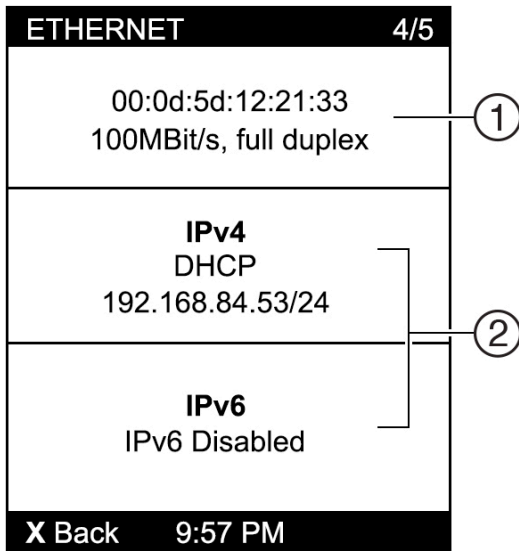 ETHERNET 4/5
00:0d:5d:12:21:33
100MBit/s, full duplex
1
IPv4
DHCP
192.168.84.53/24
2
IPv6
IPv6 Disabled
X Back 9:57 PM